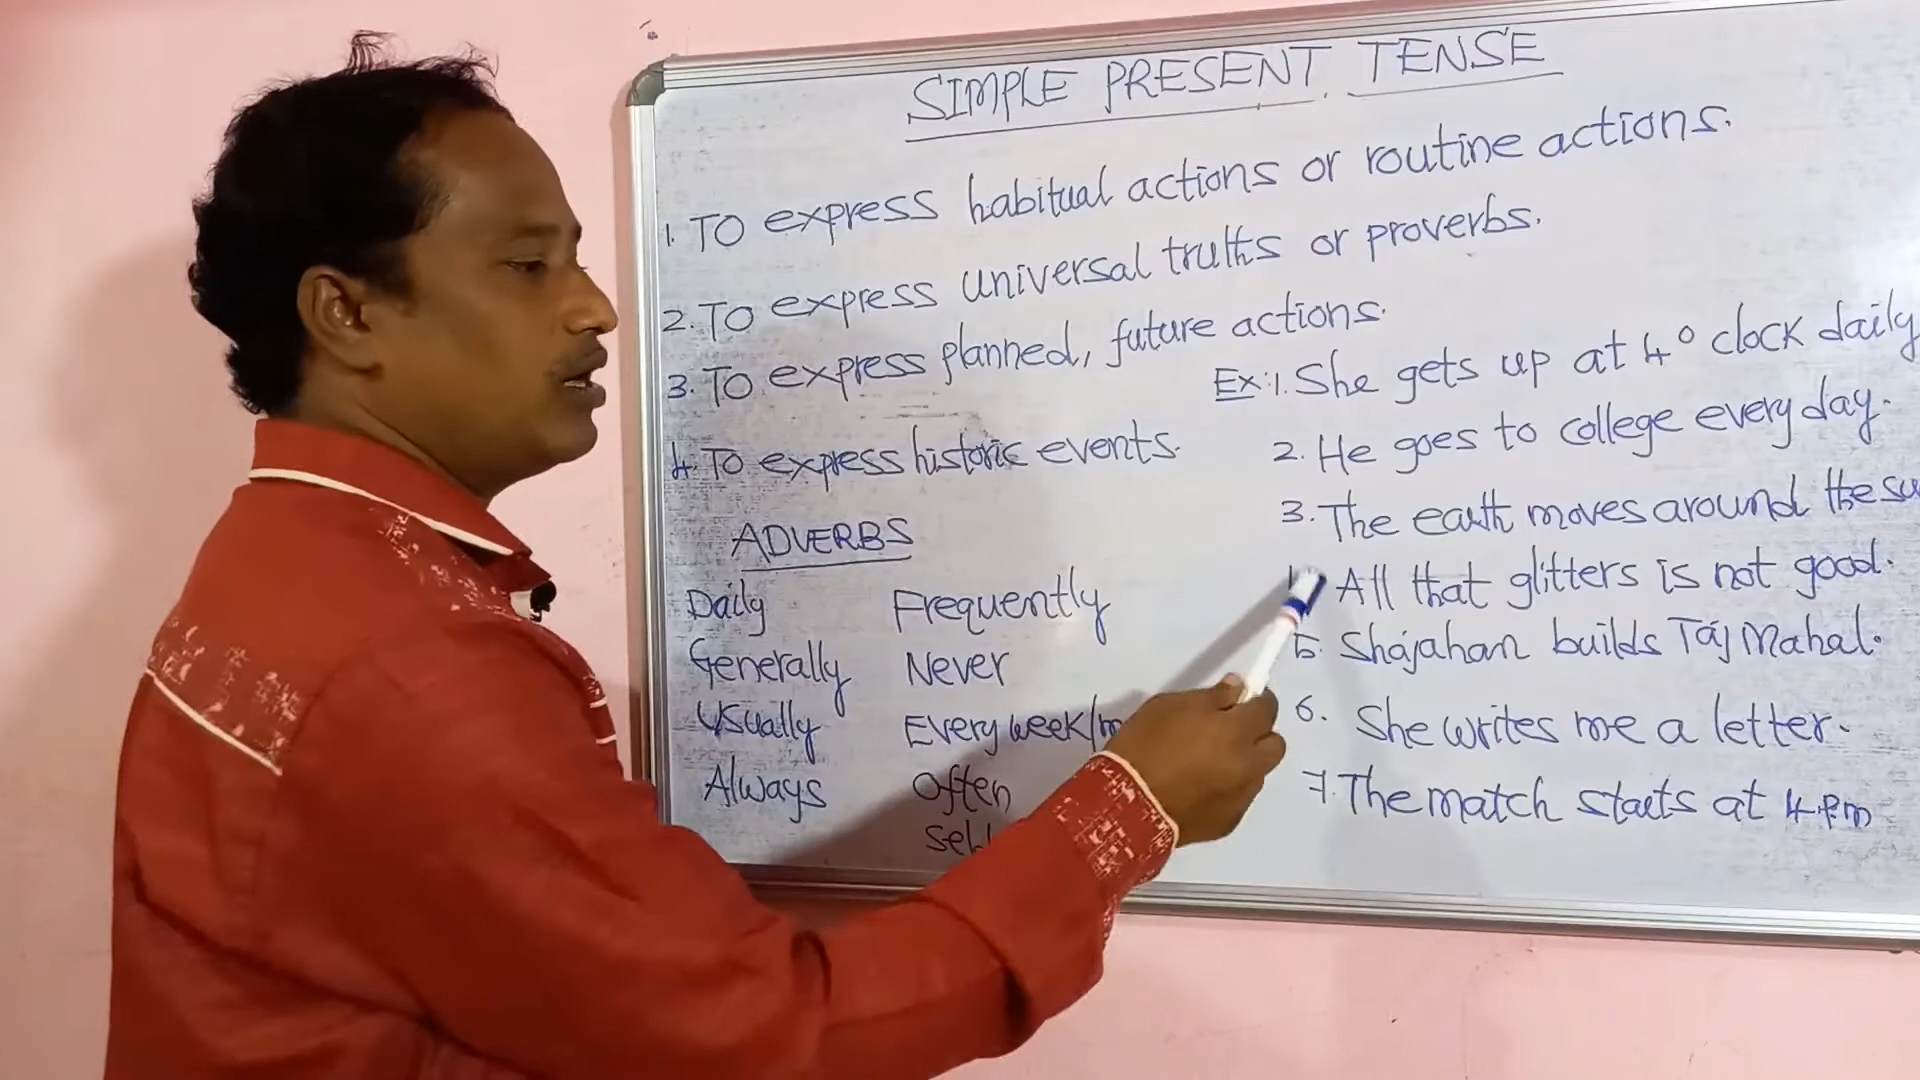 SIMPLE PRESENT TENSE
1. TO express habitual actions or routine actions.
2. TO express universal truths or proverbs.
3. TO express planned, future actions.
4. TO express historic events.
ADVERBS
Daily Frequently
Generally Never
Usually Every week/m
Always often
Ex:1. She gets up at 4° clock daily
2. He goes to college every day.
3. The earth moves around the su
All that glitters is not good.
5. Shajahan builds Taj Mahal.
6. She writes me a letter.
7. The match starts at 4 pm